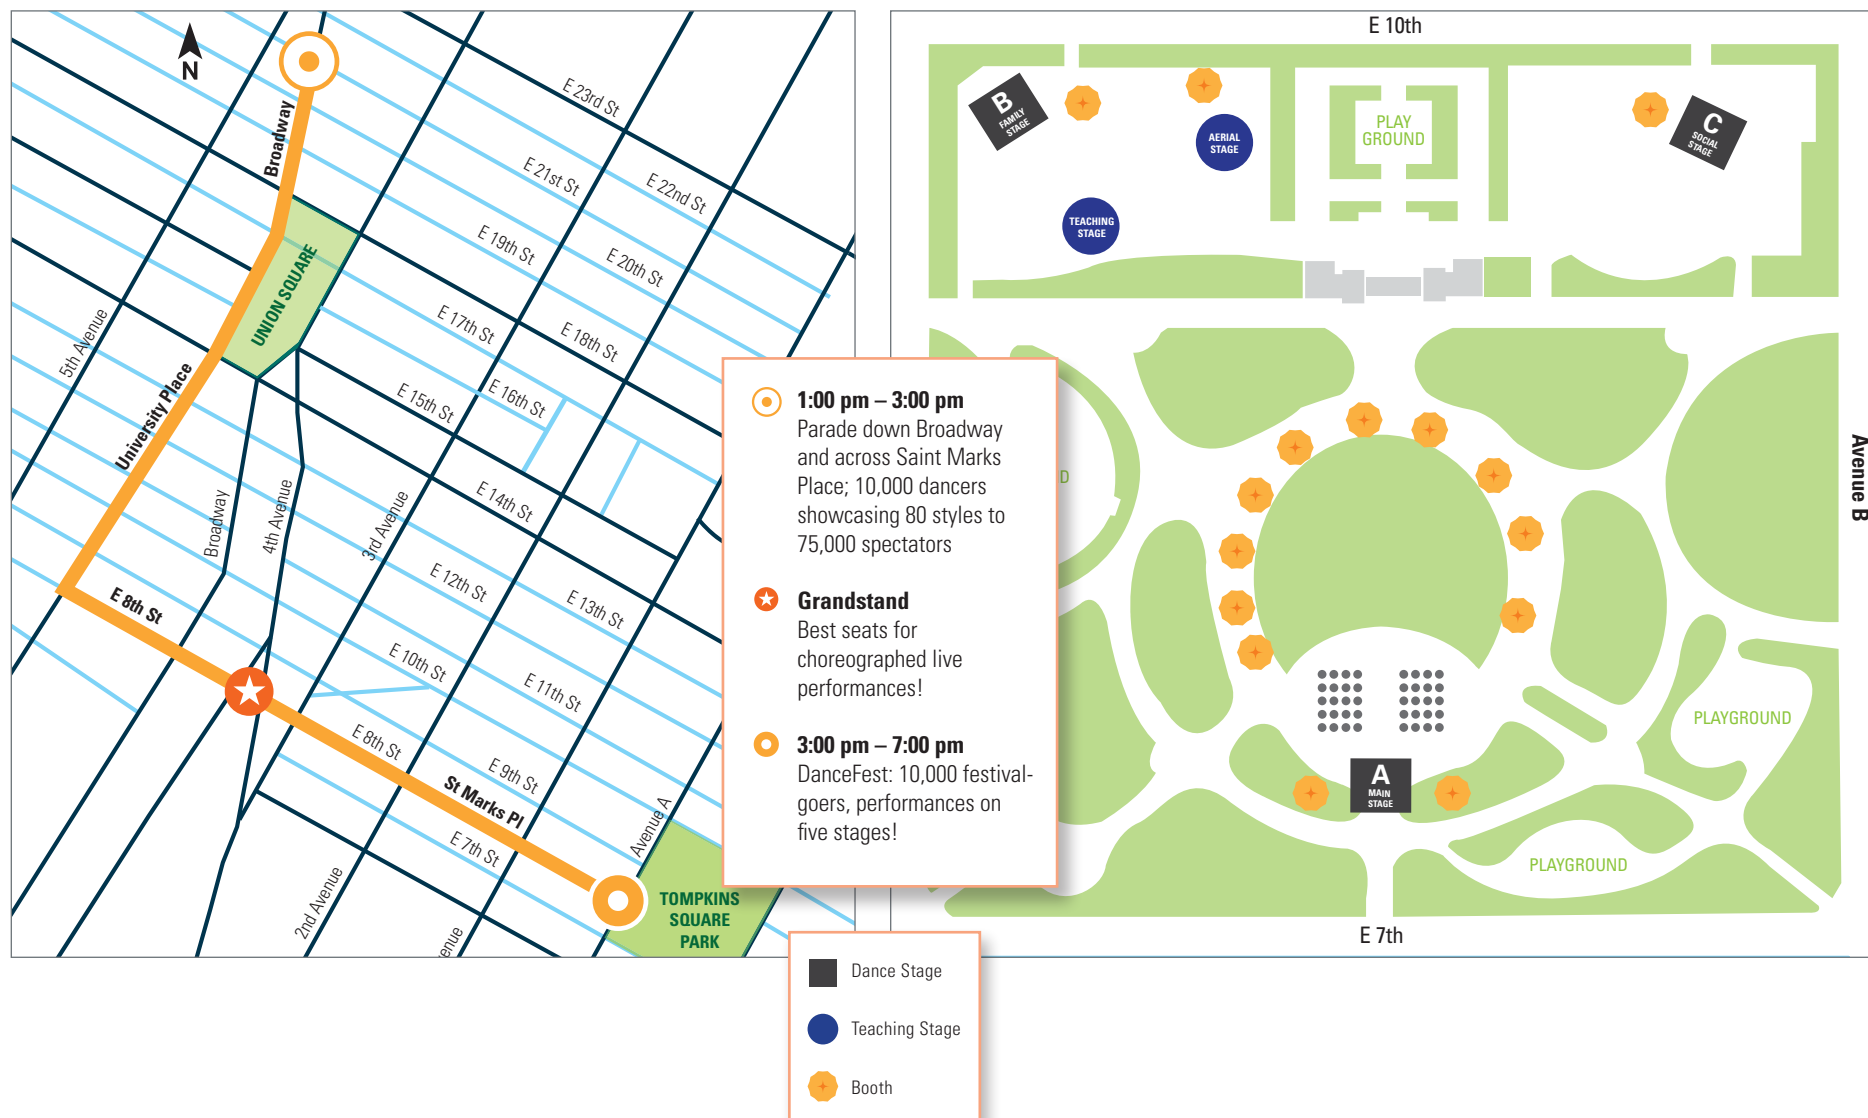 N
Broadway
E 23rd St
E 21st St
E 22nd St
E 19th St
E 20th St
UNION SQUARE
5th Avenue
E 17th St
E 18th St
University Place
E 15th St
E 16th St
E 14th St
Broadway
4th Avenue
3rd Avenue
E 12th St
E 13th St
E 8th St
E 10th St
E 11th St
E 8th St
E 9th St
St Marks Pl
E 7th St
Avenue A
2nd Avenue
TOMPKINS
SQUARE
PARK
1:00 pm – 3:00 pm
Parade down Broadway
and across Saint Marks
Place; 10,000 dancers
showcasing 80 styles to
75,000 spectators
Grandstand
Best seats for
choreographed live
performances!
3:00 pm – 7:00 pm
DanceFest: 10,000 festival-
goers, performances on
five stages!
Dance Stage
Teaching Stage
Booth
E 10th
B
FAMILY
STAGE
AERIAL
STAGE
TEACHING
STAGE
PLAY
GROUND
C
SOCIAL
STAGE
Avenue B
PLAYGROUND
A
MAIN
STAGE
PLAYGROUND
E 7th